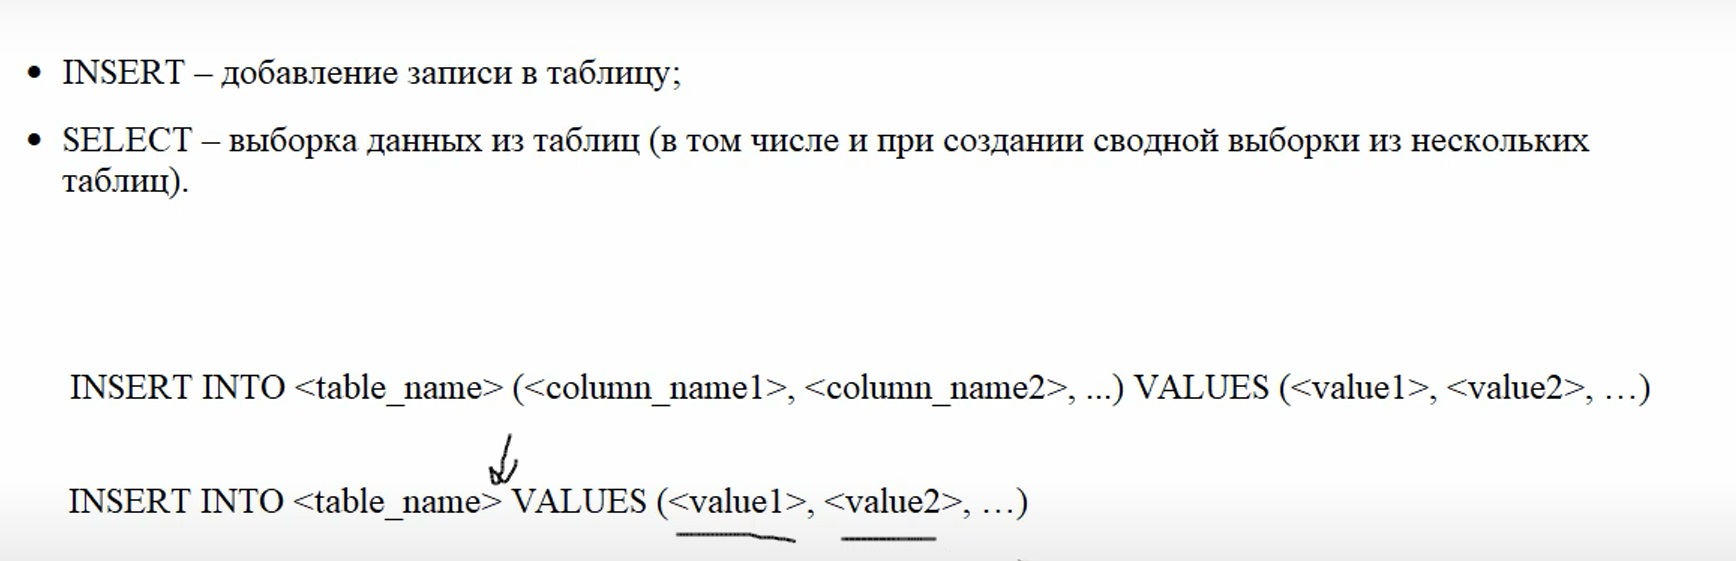 • INSERT – добавление записи в таблицу;
• SELECT – выборка данных из таблиц (в том числе и при создании сводной выборки из нескольких
таблиц).
INSERT INTO <table_name> (<column_name1>, <column_name2>, ...) VALUES (<value1>, <value2>, …)
INSERT INTO <table_name> VALUES (<value1>, <value2>, …)